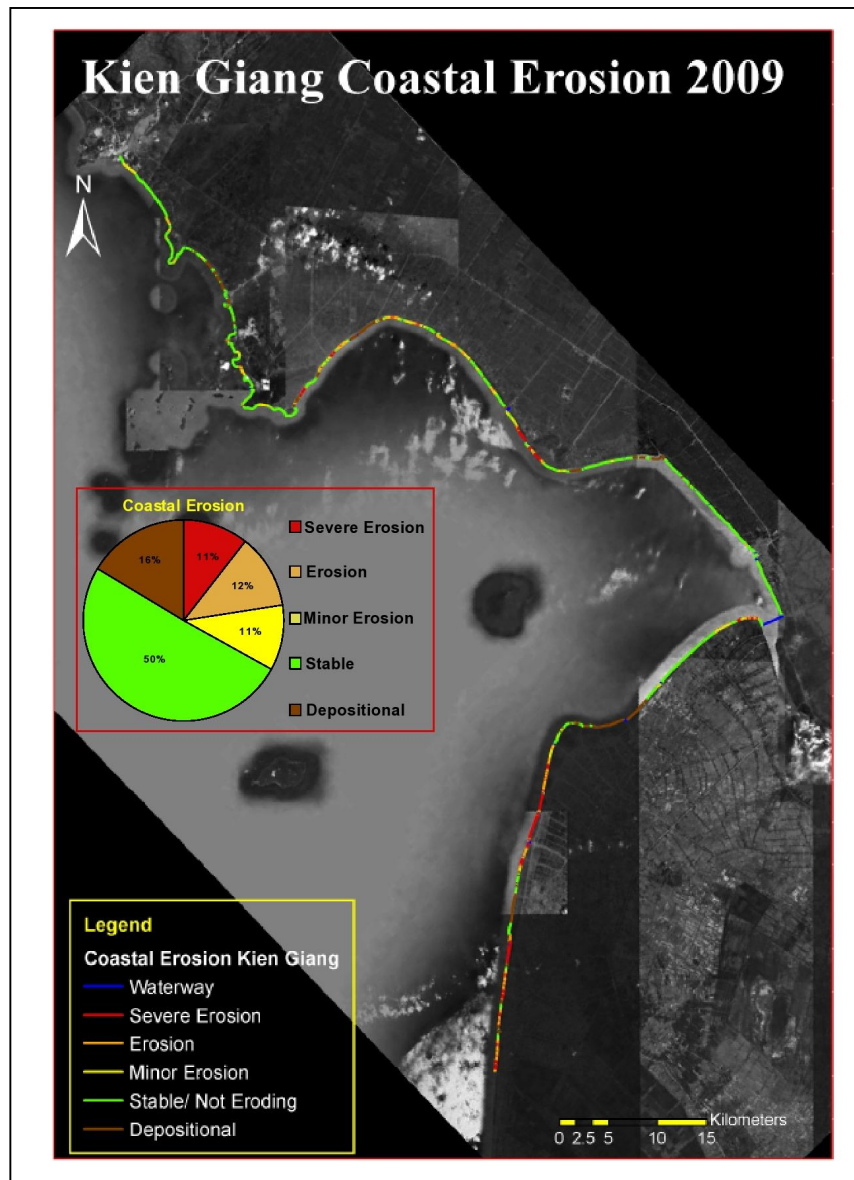 Kien Giang Coastal Erosion 2009
N
Coastal Erosion
11%
12%
11%
50%
16%
Severe Erosion
Erosion
Minor Erosion
Stable
Depositional
Legend
Coastal Erosion Kien Giang
Waterway
Severe Erosion
Erosion
Minor Erosion
Stable/ Not Eroding
Depositional
Kilometers
0 2.5 5 10 15